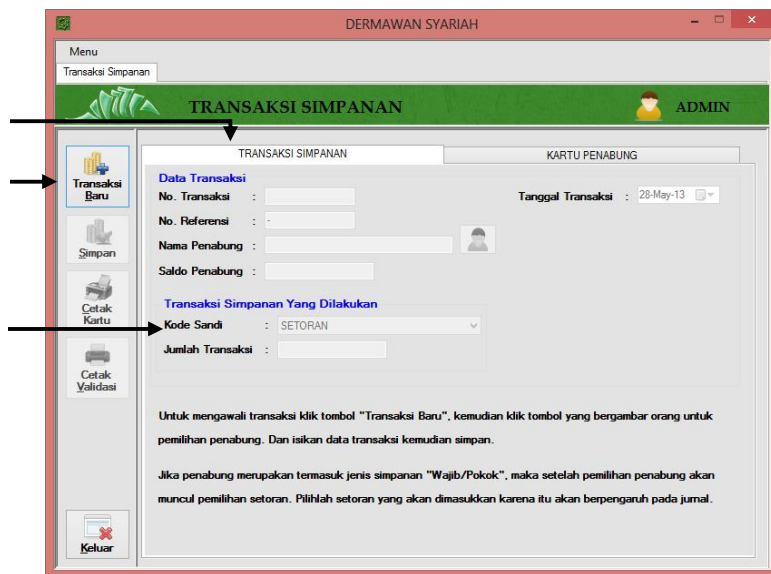 DERMAWAN SYARIAH
Menu
Transaksi Simpanan
TRANSAKSI SIMPANAN
ADMIN
Transaksi
Baru
Simpan
Cetak
Kartu
Cetak
Validasi
Keluar
TRANSAKSI SIMPANAN
KARTU PENABUNG
Data Transaksi
No. Transaksi :
Tanggal Transaksi : 28-May-13
No. Referensi : -
Nama Penabung :
Saldo Penabung :
Transaksi Simpanan Yang Dilakukan
Kode Sandi : SETORAN
Jumlah Transaksi :
Untuk mengawali transaksi klik tombol "Transaksi Baru", kemudian klik tombol yang bergambar orang untuk
pemilihan penabung. Dan isikan data transaksi kemudian simpan.
Jika penabung merupakan termasuk jenis simpanan "Wajib/Pokok", maka setelah pemilihan penabung akan
muncul pemilihan setoran. Pilihlah setoran yang akan dimasukkan karena itu akan berpengaruh pada jurnal.